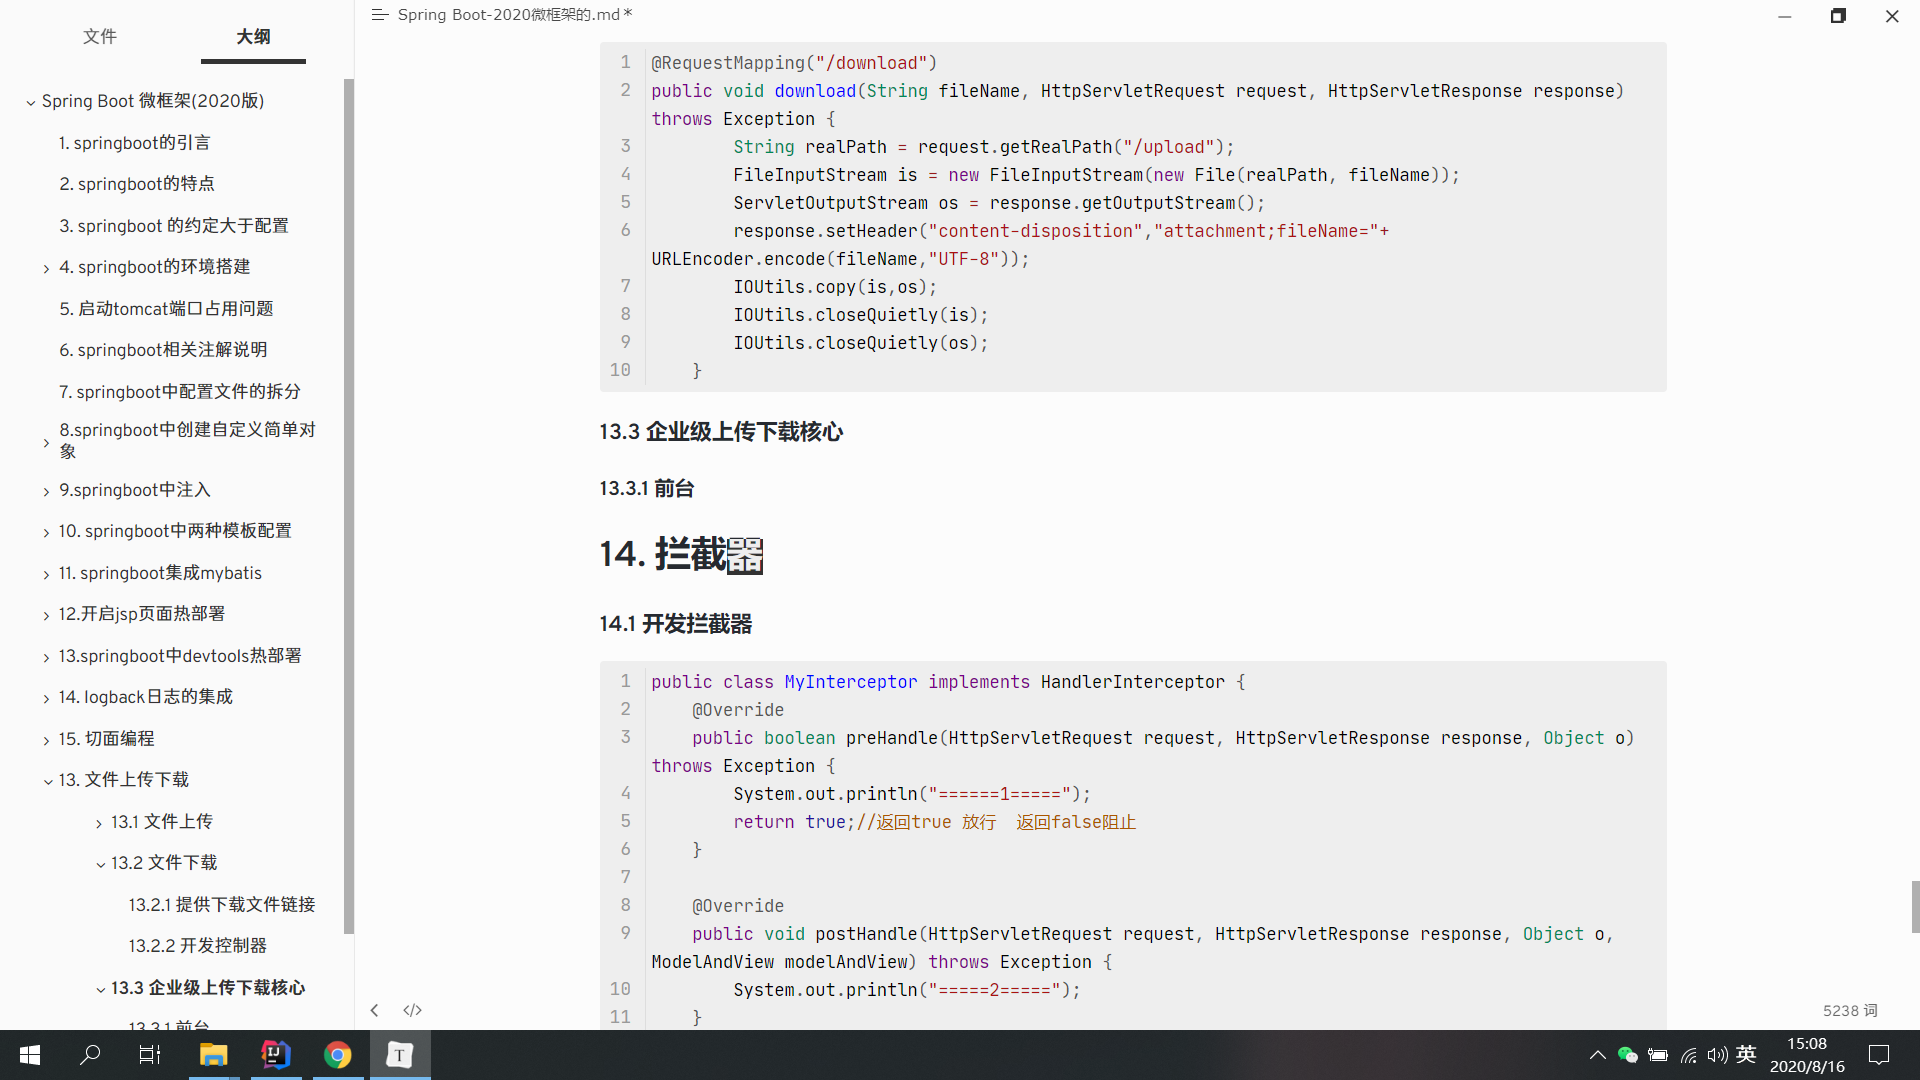 文件
大纲
Spring Boot 微框架(2020版)
1. springboot的引言
2. springboot的特点
3. springboot 的约定大于配置
4. springboot的环境搭建
5. 启动tomcat端口占用问题
6. springboot相关注解说明
7. springboot中配置文件的拆分
8.springboot中创建自定义简单对
象
9.springboot中注入
10. springboot中两种模板配置
11. springboot集成mybatis
12.开启jsp页面热部署
13.springboot中devtools热部署
14. logback日志的集成
15. 切面编程
13. 文件上传下载
13.1 文件上传
13.2 文件下载
13.2.1 提供下载文件链接
13.2.2 开发控制器
13.3 企业级上传下载核心
13.3.1 前台
Spring Boot-2020微框架的.md*
1 @RequestMapping("/download")
2 public void download(String fileName, HttpServletRequest request, HttpServletResponse response)
throws Exception {
3 String realPath = request.getRealPath("/upload");
4 FileInputStream is = new FileInputStream(new File(realPath, fileName));
5 ServletOutputStream os = response.getOutputStream();
6 response.setHeader("content-disposition","attachment;fileName="+
URLEncoder.encode(fileName,"UTF-8"));
7 IOUtils.copy(is,os);
8 IOUtils.closeQuietly(is);
9 IOUtils.closeQuietly(os);
10 }
13.3 企业级上传下载核心
13.3.1 前台
14. 拦截器
14.1 开发拦截器
1 public class MyInterceptor implements HandlerInterceptor {
2 @Override
3 public boolean preHandle(HttpServletRequest request, HttpServletResponse response, Object o)
throws Exception {
4 System.out.println("======1=====");
5 return true;//返回true 放行  返回false阻止
6 }
7
8 @Override
9 public void postHandle(HttpServletRequest request, HttpServletResponse response, Object o,
ModelAndView modelAndView) throws Exception {
10 System.out.println("=====2=====");
11 }
5238 词
T
英
15:08
2020/8/16